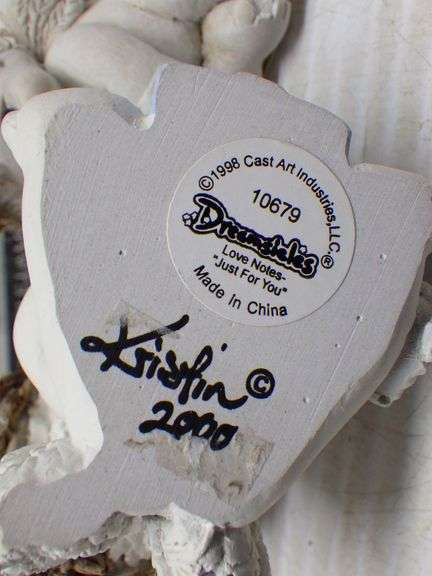 ©1998 Cast Art Industries, LLC.
10679
Dreamsicles®
Love Notes-
"Just For You"
Made In China
Kristin ©
2000